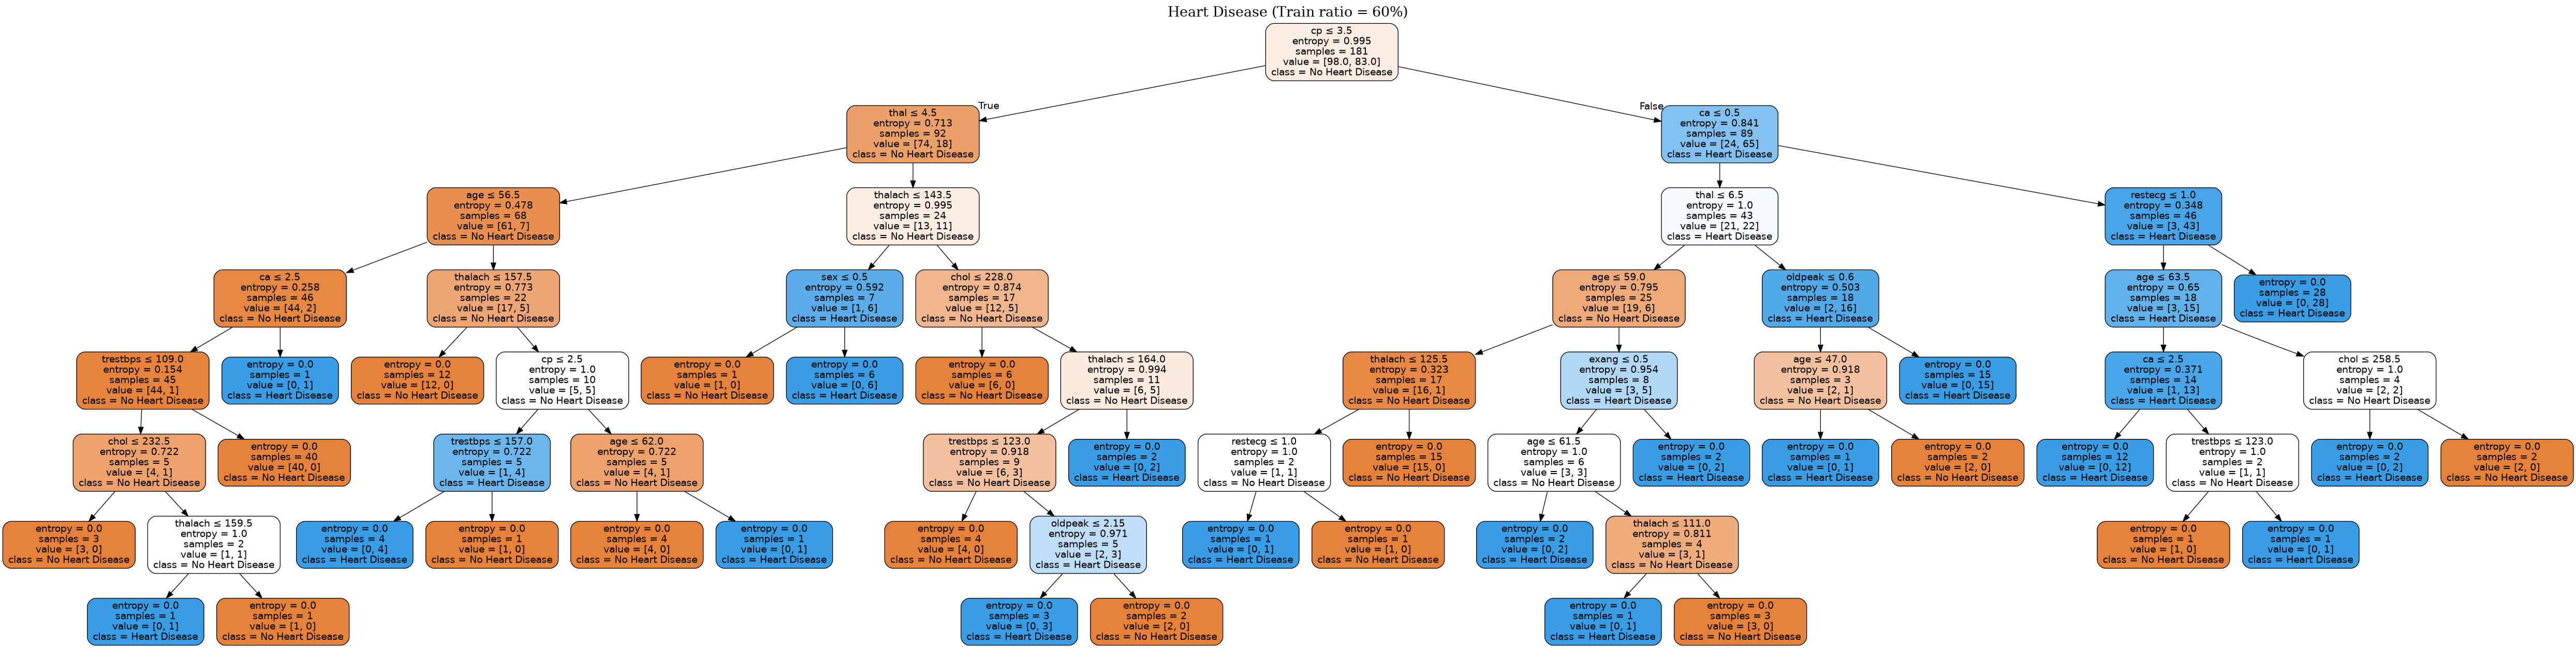 Heart Disease (Train ratio = 60%)
cp ≤ 3.5
entropy = 0.995
samples = 181
value = [98.0, 83.0]
class = No Heart Disease
True
False
thal ≤ 4.5
entropy = 0.713
samples = 92
value = [74, 18]
class = No Heart Disease
ca ≤ 0.5
entropy = 0.841
samples = 89
value = [24, 65]
class = Heart Disease
age ≤ 56.5
entropy = 0.478
samples = 68
value = [61, 7]
class = No Heart Disease
thalach ≤ 143.5
entropy = 0.995
samples = 24
value = [13, 11]
class = No Heart Disease
thal ≤ 6.5
entropy = 1.0
samples = 43
value = [21, 22]
class = Heart Disease
restecg ≤ 1.0
entropy = 0.348
samples = 46
value = [3, 43]
class = Heart Disease
ca ≤ 2.5
entropy = 0.258
samples = 46
value = [44, 2]
class = No Heart Disease
thalach ≤ 157.5
entropy = 0.773
samples = 22
value = [17, 5]
class = No Heart Disease
sex ≤ 0.5
entropy = 0.592
samples = 7
value = [1, 6]
class = Heart Disease
chol ≤ 228.0
entropy = 0.874
samples = 17
value = [12, 5]
class = No Heart Disease
age ≤ 59.0
entropy = 0.795
samples = 25
value = [19, 6]
class = No Heart Disease
oldpeak ≤ 0.6
entropy = 0.503
samples = 18
value = [2, 16]
class = Heart Disease
age ≤ 63.5
entropy = 0.65
samples = 18
value = [3, 15]
class = Heart Disease
entropy = 0.0
samples = 28
value = [0, 28]
class = Heart Disease
trestbps ≤ 109.0
entropy = 0.154
samples = 45
value = [44, 1]
class = No Heart Disease
entropy = 0.0
samples = 1
value = [0, 1]
class = Heart Disease
entropy = 0.0
samples = 12
value = [12, 0]
class = No Heart Disease
cp ≤ 2.5
entropy = 1.0
samples = 10
value = [5, 5]
class = No Heart Disease
entropy = 0.0
samples = 1
value = [1, 0]
class = No Heart Disease
entropy = 0.0
samples = 6
value = [0, 6]
class = Heart Disease
entropy = 0.0
samples = 6
value = [6, 0]
class = No Heart Disease
thalach ≤ 164.0
entropy = 0.994
samples = 11
value = [6, 5]
class = No Heart Disease
thalach ≤ 125.5
entropy = 0.323
samples = 17
value = [16, 1]
class = No Heart Disease
exang ≤ 0.5
entropy = 0.954
samples = 8
value = [3, 5]
class = Heart Disease
age ≤ 47.0
entropy = 0.918
samples = 3
value = [2, 1]
class = No Heart Disease
entropy = 0.0
samples = 15
value = [0, 15]
class = Heart Disease
ca ≤ 2.5
entropy = 0.371
samples = 14
value = [1, 13]
class = Heart Disease
chol ≤ 258.5
entropy = 1.0
samples = 4
value = [2, 2]
class = No Heart Disease
chol ≤ 232.5
entropy = 0.722
samples = 5
value = [4, 1]
class = No Heart Disease
entropy = 0.0
samples = 40
value = [40, 0]
class = No Heart Disease
trestbps ≤ 157.0
entropy = 0.722
samples = 5
value = [1, 4]
class = Heart Disease
age ≤ 62.0
entropy = 0.722
samples = 5
value = [4, 1]
class = No Heart Disease
trestbps ≤ 123.0
entropy = 0.918
samples = 9
value = [6, 3]
class = No Heart Disease
entropy = 0.0
samples = 2
value = [0, 2]
class = Heart Disease
restecg ≤ 1.0
entropy = 1.0
samples = 2
value = [1, 1]
class = No Heart Disease
entropy = 0.0
samples = 15
value = [15, 0]
class = No Heart Disease
age ≤ 61.5
entropy = 1.0
samples = 6
value = [3, 3]
class = No Heart Disease
entropy = 0.0
samples = 2
value = [0, 2]
class = Heart Disease
entropy = 0.0
samples = 1
value = [0, 1]
class = Heart Disease
entropy = 0.0
samples = 2
value = [2, 0]
class = No Heart Disease
entropy = 0.0
samples = 12
value = [0, 12]
class = Heart Disease
trestbps ≤ 123.0
entropy = 1.0
samples = 2
value = [1, 1]
class = No Heart Disease
entropy = 0.0
samples = 2
value = [0, 2]
class = Heart Disease
entropy = 0.0
samples = 2
value = [2, 0]
class = No Heart Disease
entropy = 0.0
samples = 3
value = [3, 0]
class = No Heart Disease
thalach ≤ 159.5
entropy = 1.0
samples = 2
value = [1, 1]
class = No Heart Disease
entropy = 0.0
samples = 4
value = [0, 4]
class = Heart Disease
entropy = 0.0
samples = 1
value = [1, 0]
class = No Heart Disease
entropy = 0.0
samples = 4
value = [4, 0]
class = No Heart Disease
entropy = 0.0
samples = 1
value = [0, 1]
class = Heart Disease
entropy = 0.0
samples = 4
value = [4, 0]
class = No Heart Disease
oldpeak ≤ 2.15
entropy = 0.971
samples = 5
value = [2, 3]
class = Heart Disease
entropy = 0.0
samples = 1
value = [0, 1]
class = Heart Disease
entropy = 0.0
samples = 1
value = [1, 0]
class = No Heart Disease
entropy = 0.0
samples = 2
value = [0, 2]
class = Heart Disease
thalach ≤ 111.0
entropy = 0.811
samples = 4
value = [3, 1]
class = No Heart Disease
entropy = 0.0
samples = 1
value = [1, 0]
class = No Heart Disease
entropy = 0.0
samples = 1
value = [0, 1]
class = Heart Disease
entropy = 0.0
samples = 1
value = [0, 1]
class = Heart Disease
entropy = 0.0
samples = 1
value = [1, 0]
class = No Heart Disease
entropy = 0.0
samples = 3
value = [0, 3]
class = Heart Disease
entropy = 0.0
samples = 2
value = [2, 0]
class = No Heart Disease
entropy = 0.0
samples = 1
value = [0, 1]
class = Heart Disease
entropy = 0.0
samples = 3
value = [3, 0]
class = No Heart Disease